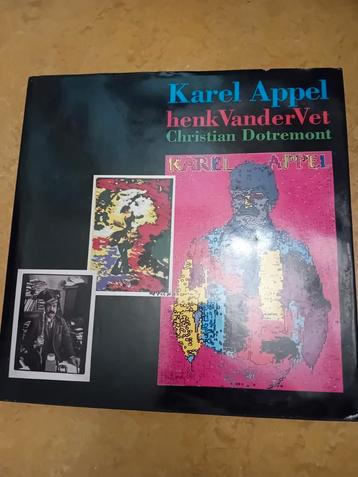 Karel Appel
henkVanderVet
Christian Dotremont
KAREL APPEL